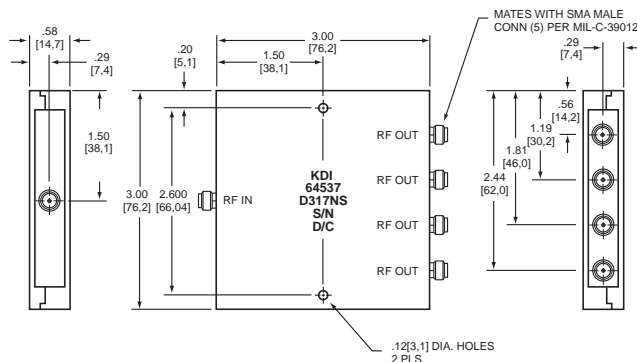 .58
[14,7]
.29
[7,4]
1.50
[38,1]
3.00
[76,2]
1.50
[38,1]
.20
[5,1]
3.00
[76,2]
2.600
[66,04]
RF IN
KDI
64537
D317NS
S/N
D/C
RF OUT
RF OUT
RF OUT
RF OUT
.12[3,1] DIA. HOLES
2 PLS.
MATES WITH SMA MALE
CONN (5) PER MIL-C-39012
.29
[7,4]
.56
[14,2]
1.19
[30,2]
1.81
[46,0]
2.44
[62,0]